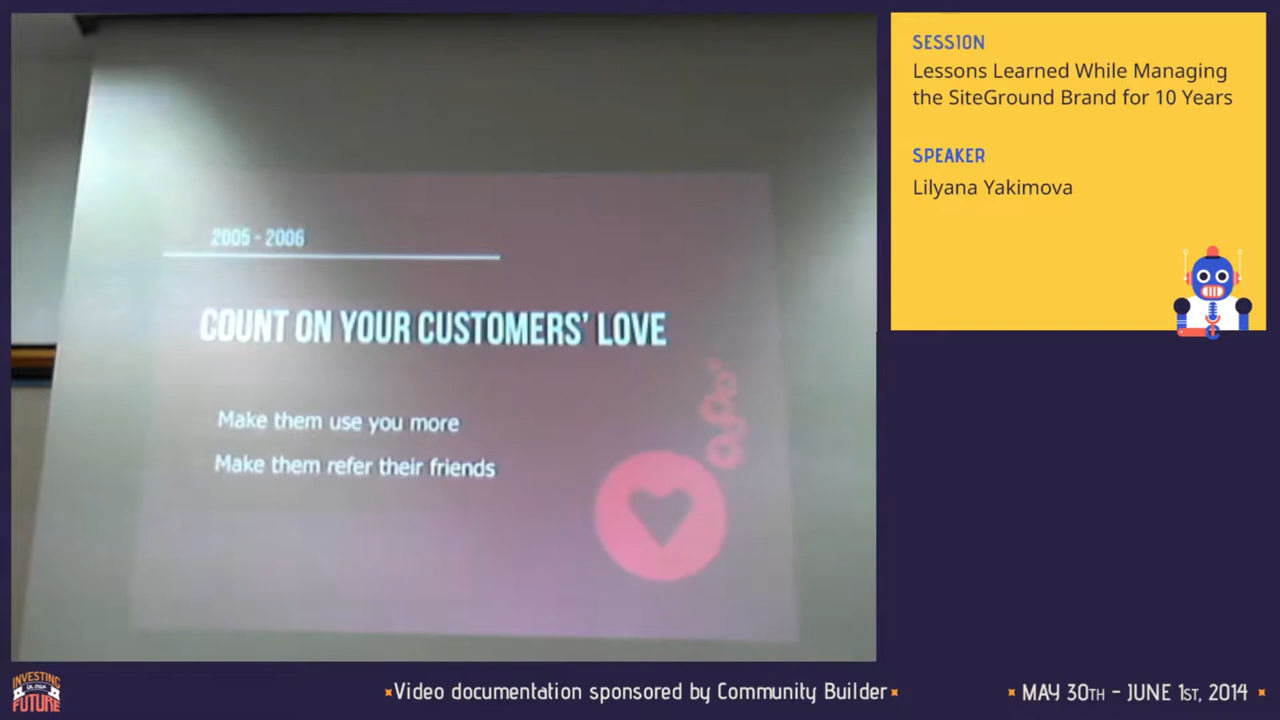 2005 - 2006
COUNT ON YOUR CUSTOMERS' LOVE
Make them use you more
Make them refer their friends
SESSION
Lessons Learned While Managing
the SiteGround Brand for 10 Years
SPEAKER
Lilyana Yakimova
INVESTING
IN OUR
FUTURE
Video documentation sponsored by Community Builder
MAY 30TH - JUNE 1ST, 2014